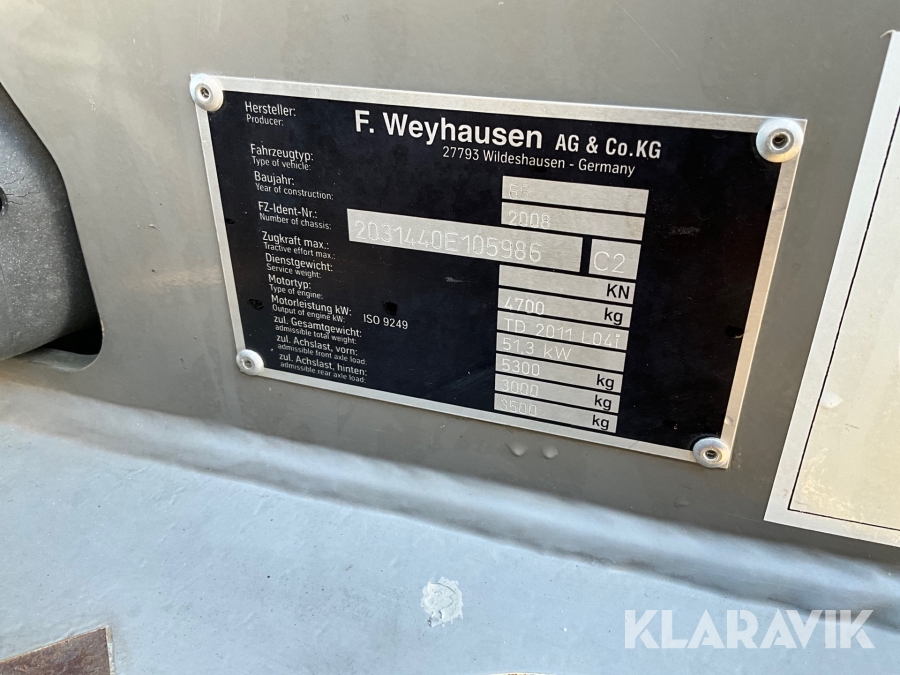 Hersteller:
Producer:
F. Weyhausen AG & Co.KG
27793 Wildeshausen - Germany
Fahrzeugtyp:
Type of vehicle:
Baujahr:
Year of construction:
2008
FZ-Ident-Nr.:
Number of chassis:
2031440E105986 C2
Zugkraft max.:
Tractive effort max.:
KN
Dienstgewicht:
Service weight:
4700 kg
Motortyp:
Type of engine:
TD 2011 L04i
Motorleistung kW:
Output of engine kW:
ISO 9249
51.3 kW
zul. Gesamtgewicht:
admissible total weight:
5300 kg
zul. Achslast, vorn:
admissible front axle load:
3000 kg
zul. Achslast, hinten:
admissible rear axle load:
3500 kg
KLARAVIK